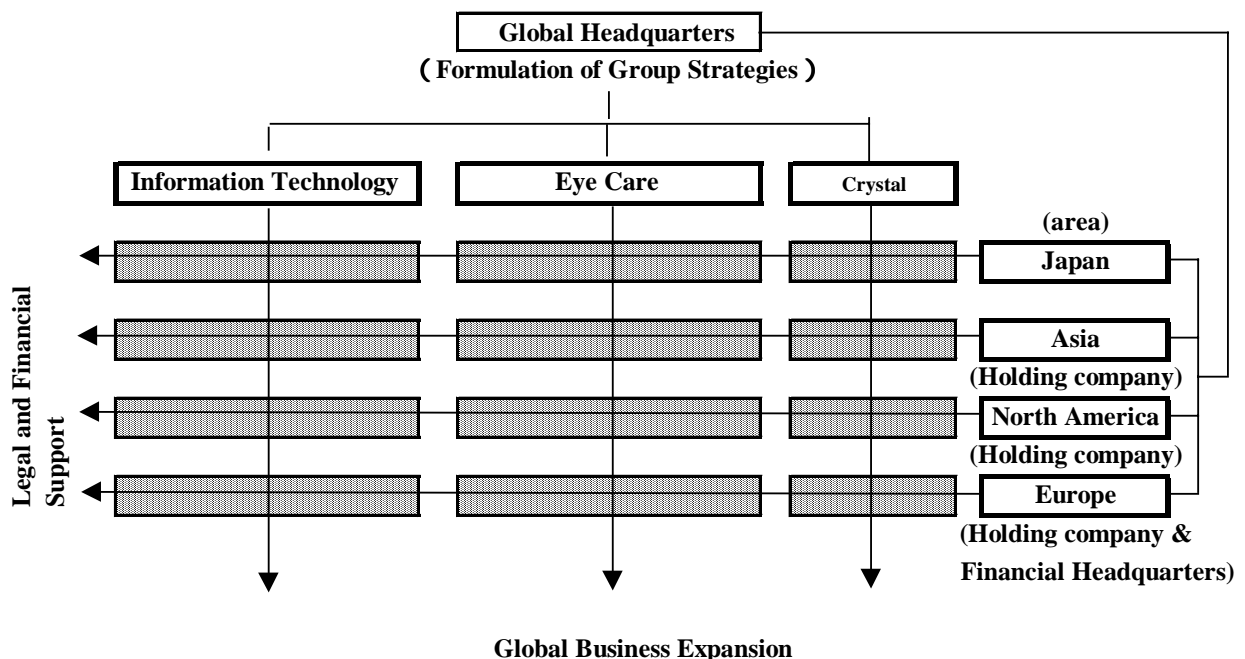 Global Headquarters
( Formulation of Group Strategies )
Information Technology
Eye Care
Crystal
(area)
Japan
Asia
(Holding company)
North America
(Holding company)
Europe
(Holding company &
Financial Headquarters)
Legal and Financial
Support
Global Business Expansion